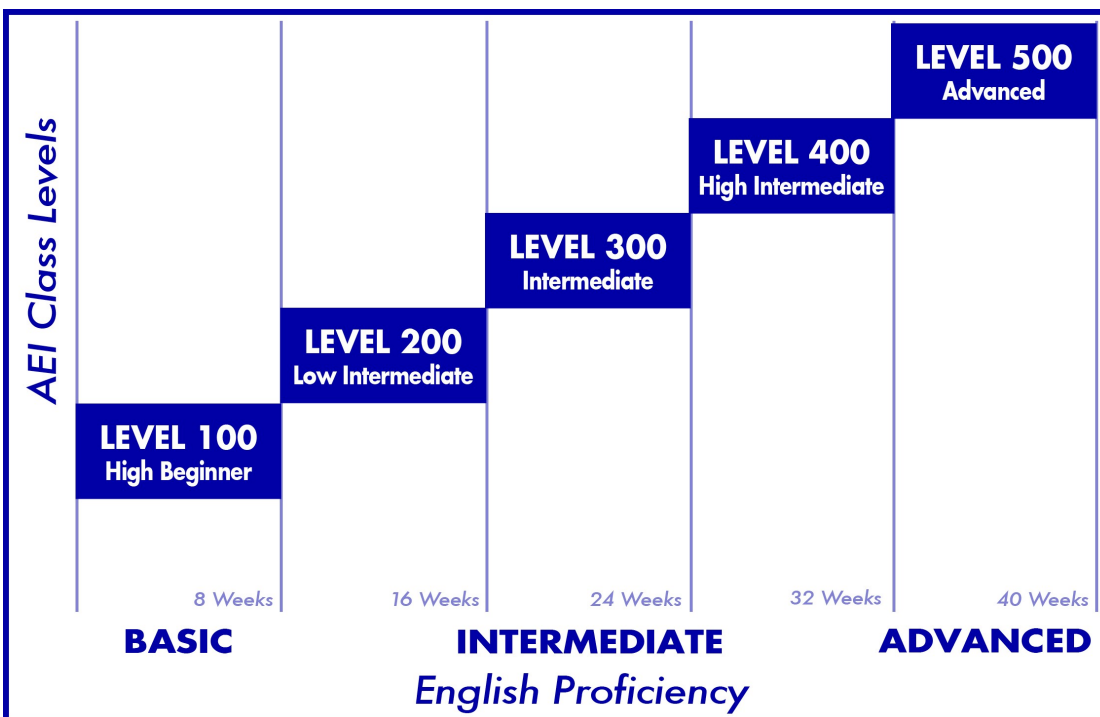 AEI Class Levels
LEVEL 500
Advanced
LEVEL 400
High Intermediate
LEVEL 300
Intermediate
LEVEL 200
Low Intermediate
LEVEL 100
High Beginner
8 Weeks
16 Weeks
24 Weeks
32 Weeks
40 Weeks
BASIC
INTERMEDIATE
ADVANCED
English Proficiency